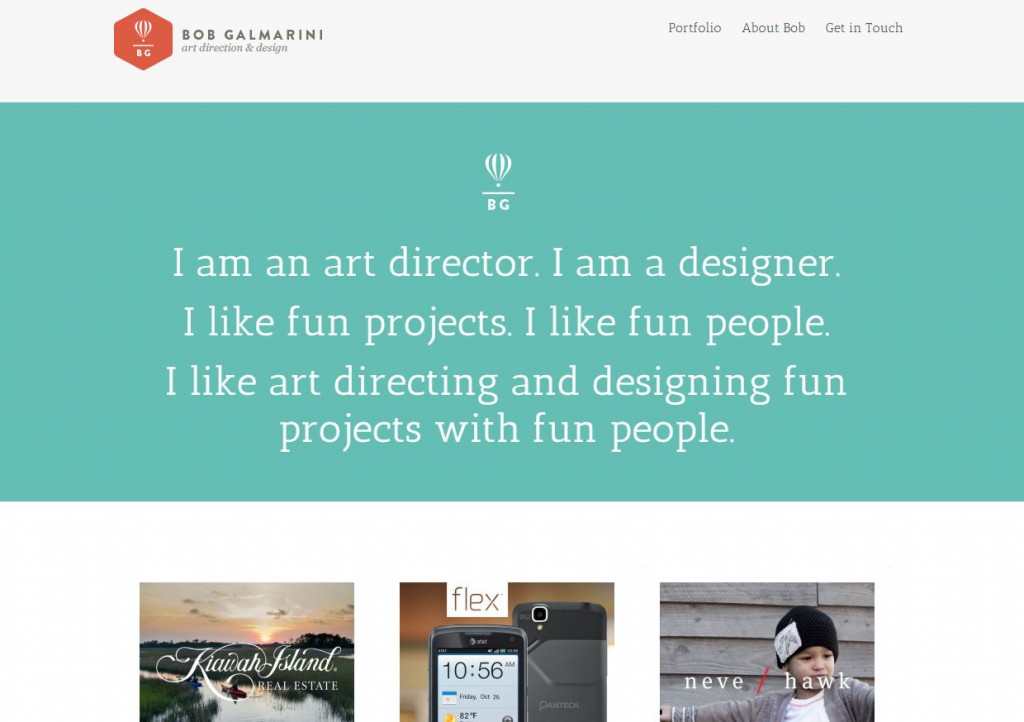 BG
BOB GALMARINI
art direction & design
Portfolio
About Bob
Get in Touch
BG
I am an art director. I am a designer.
I like fun projects. I like fun people.
I like art directing and designing fun
projects with fun people.
Kiawah Island
REAL ESTATE
flex
at&t
10:56 AM
Friday, Oct 26
82°F
PANTECH
neve / hawk